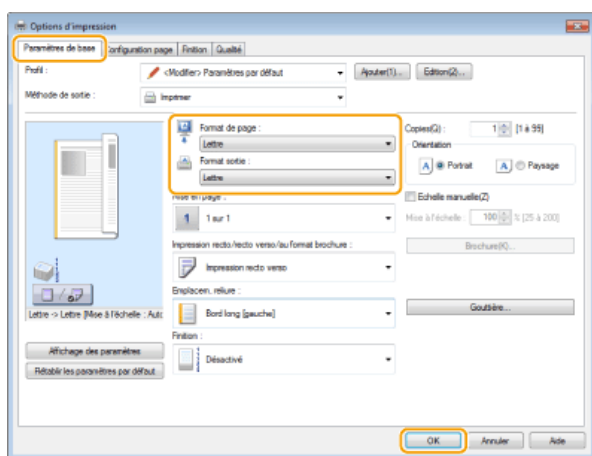 Options d'impression
Paramètres de base Configuration page Finition Qualité
Profil : <Modifier> Paramètres par défaut Ajouter(1)... Edition(2)...
Méthode de sortie : Imprimer
Format de page :
Lettre
Format sortie :
Lettre
Copies(Q) : 1 [1 à 99]
Orientation
A Portrait A Paysage
Mise en page :
1 1 sur 1
Echelle manuelle(Z)
Mise à l'échelle : 100 % [25 à 200]
Impression recto/recto verso/au format brochure :
Impression recto verso
Brochure(K)...
Emplacem. reliure :
Bord long [gauche]
Gouttière...
Finition :
Désactivé
Lettre -> Lettre [Mise à l'échelle : Auto
Affichage des paramètres
Rétablir les paramètres par défaut
OK Annuler Aide